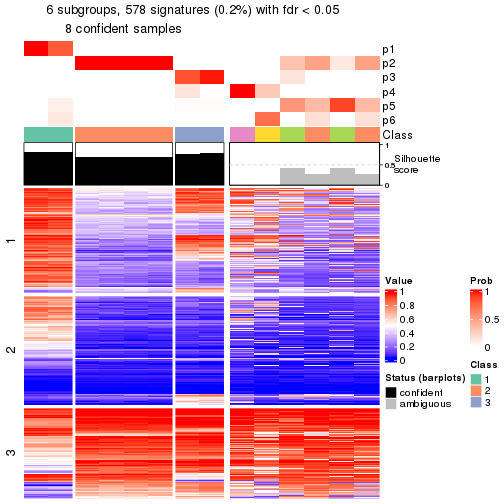 6 subgroups, 578 signatures (0.2%) with fdr < 0.05
8 confident samples
p1
p2
p3
p4
p5
p6
Class
1
0.5
0
Silhouette
score
1
2
3
Value
1
0.8
0.6
0.4
0.2
0
Prob
1
0.5
0
Status (barplots)
confident
ambiguous
Class
1
2
3